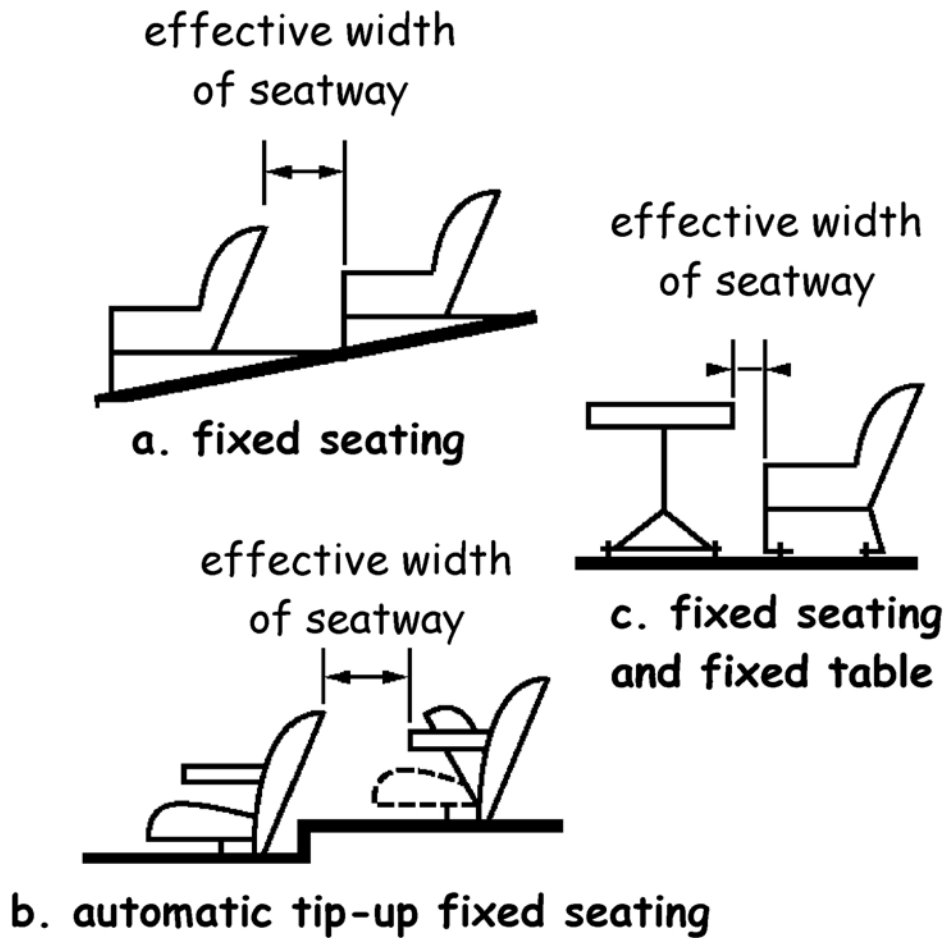 effective width
of seatway
a. fixed seating
effective width
of seatway
c. fixed seating
and fixed table
effective width
of seatway
b. automatic tip-up fixed seating